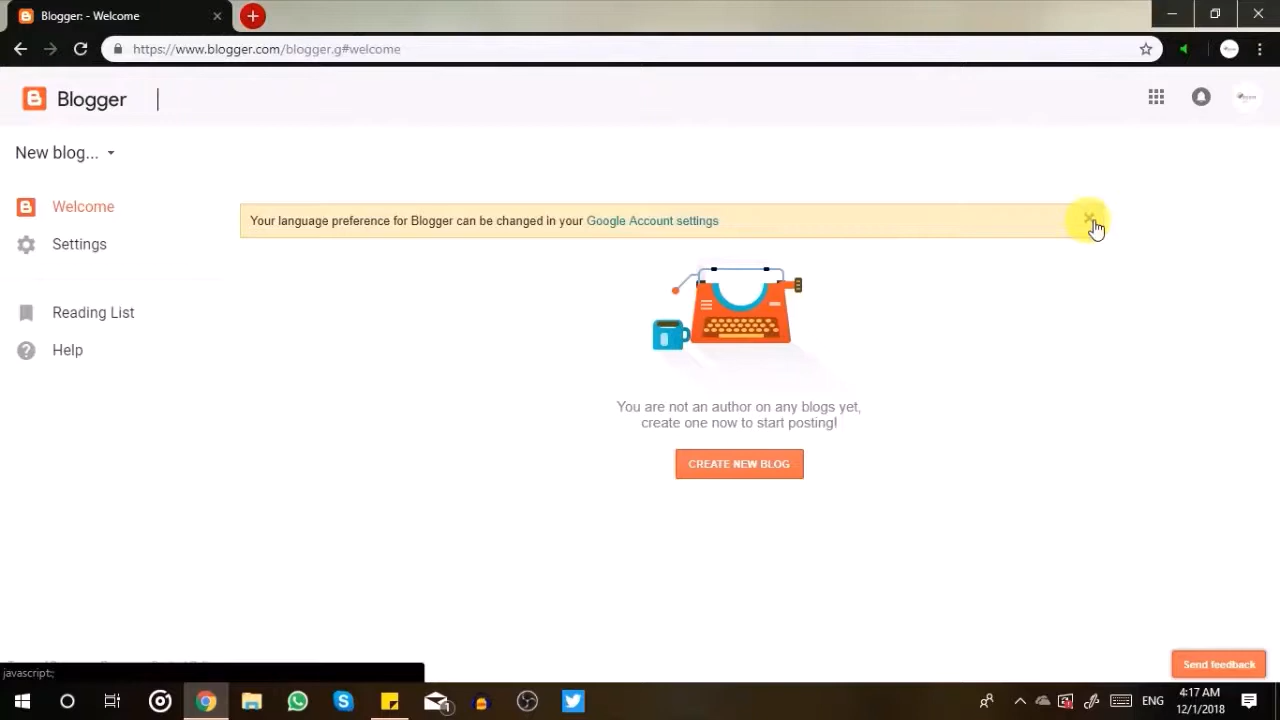 Blogger: - Welcome
https://www.blogger.com/blogger.g#welcome
Blogger
New blog...
Welcome
Settings
Reading List
Help
Your language preference for Blogger can be changed in your Google Account settings
You are not an author on any blogs yet,
create one now to start posting!
CREATE NEW BLOG
Send feedback
javascript:;
1
ENG
4:17 AM
12/1/2018